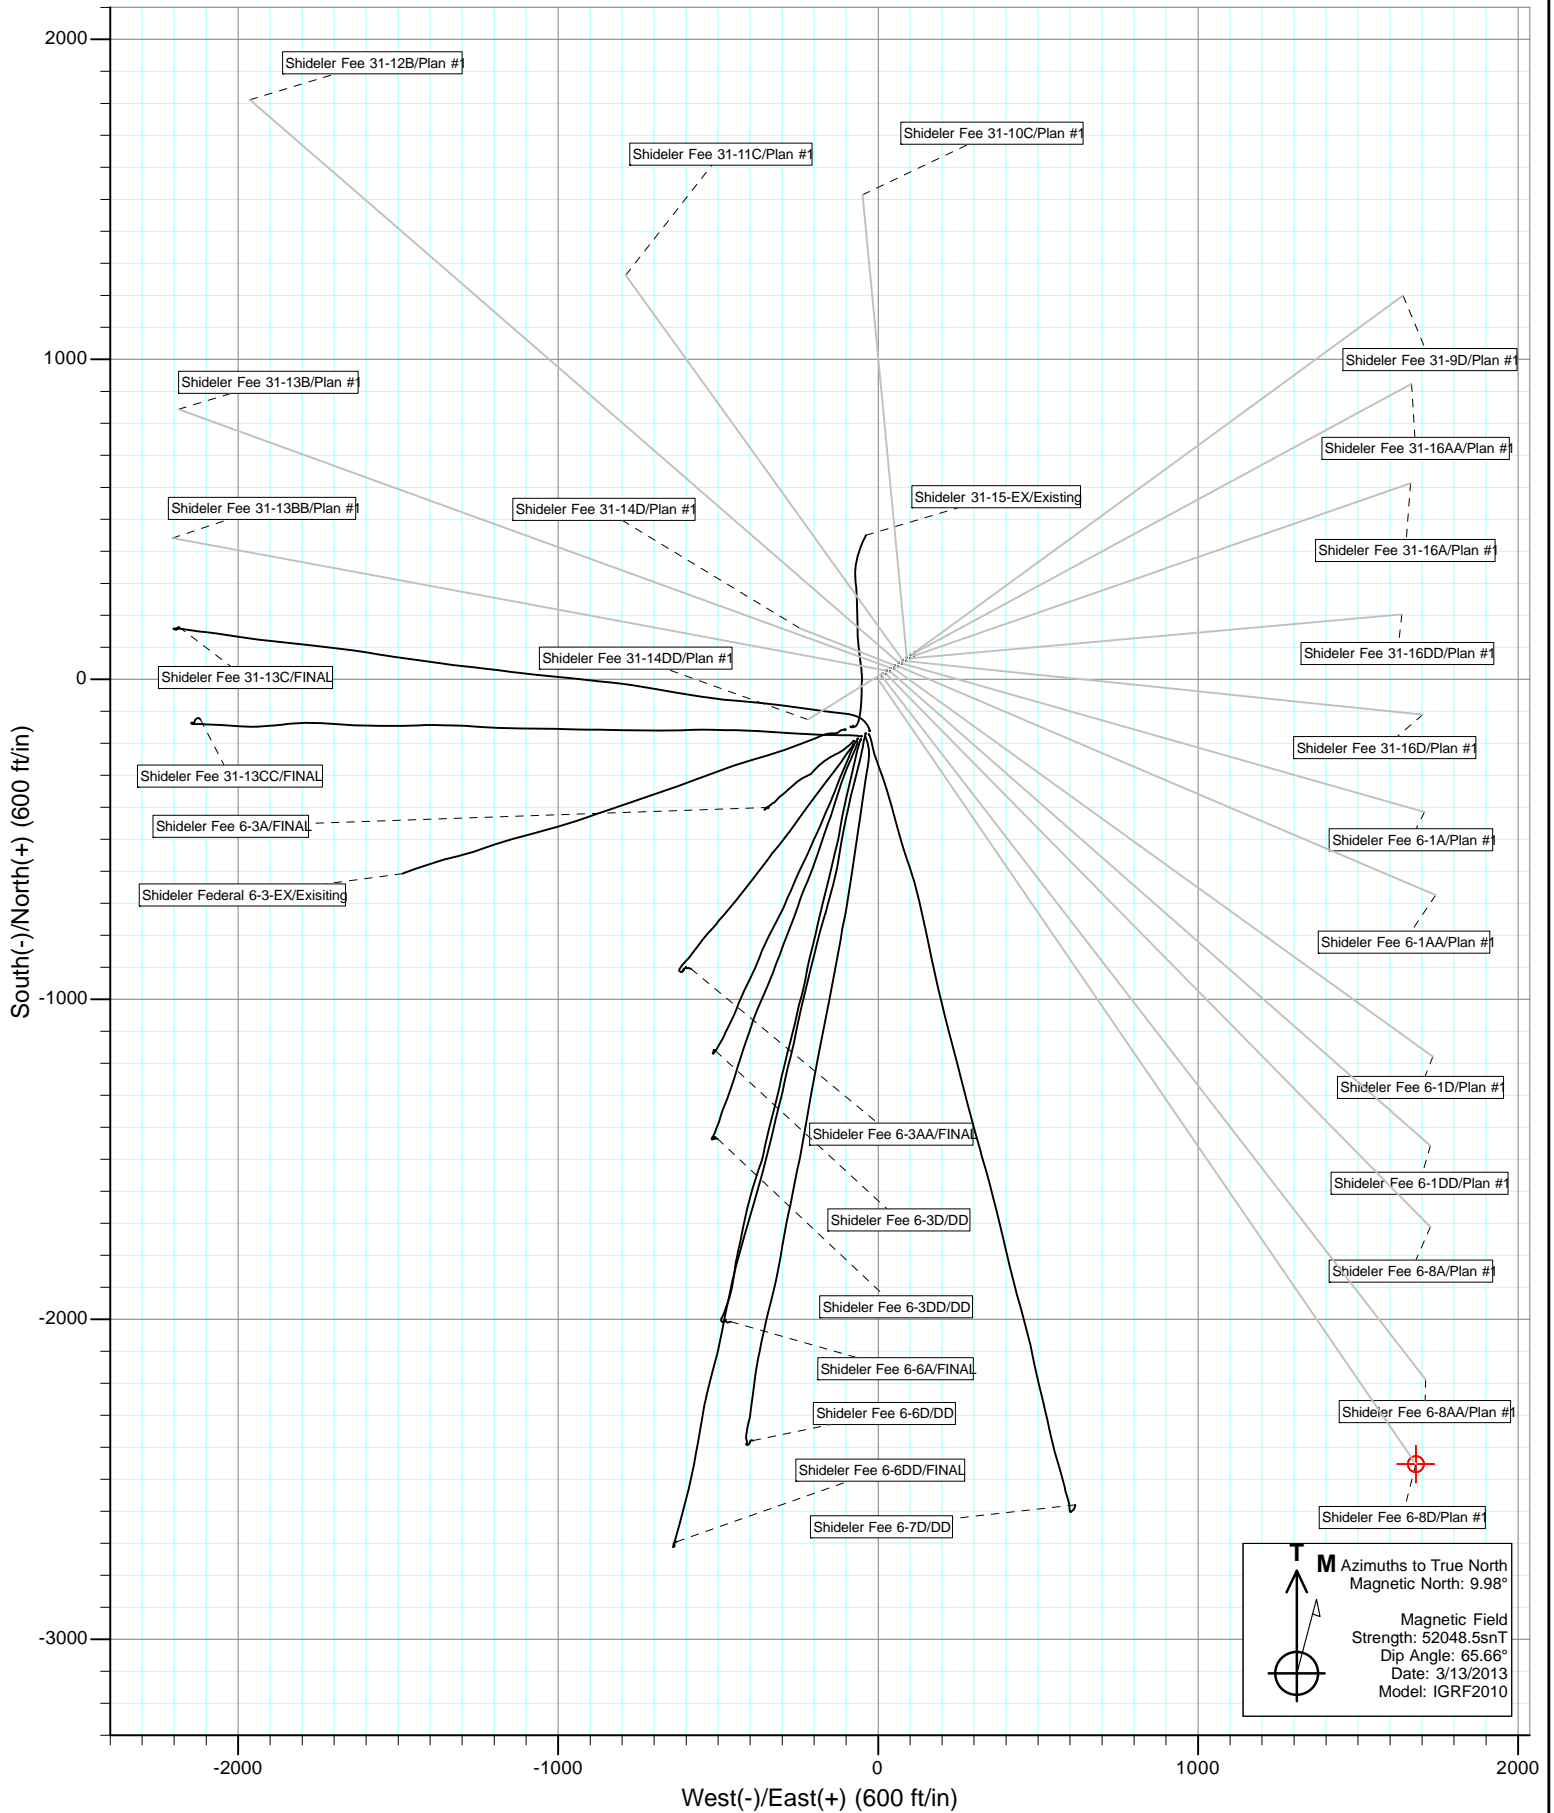 2000
Shideler Fee 31-12B/Plan #1
Shideler Fee 31-10C/Plan #1
Shideler Fee 31-11C/Plan #1
1000
Shideler Fee 31-9D/Plan #1
Shideler Fee 31-13B/Plan #1
Shideler Fee 31-16AA/Plan #1
Shideler 31-15-EX/Existing
Shideler Fee 31-13BB/Plan #1
Shideler Fee 31-14D/Plan #1
Shideler Fee 31-16A/Plan #1
Shideler Fee 31-16DD/Plan #1
Shideler Fee 31-14DD/Plan #1
0
Shideler Fee 31-13C/FINAL
Shideler Fee 31-16D/Plan #1
Shideler Fee 31-13CC/FINAL
Shideler Fee 6-3A/FINAL
Shideler Fee 6-1A/Plan #1
Shideler Federal 6-3-EX/Exisiting
Shideler Fee 6-1AA/Plan #1
South(-)/North(+) (600 ft/in)
-1000
Shideler Fee 6-1D/Plan #1
Shideler Fee 6-3AA/FINAL
Shideler Fee 6-1DD/Plan #1
Shideler Fee 6-3D/DD
Shideler Fee 6-8A/Plan #1
Shideler Fee 6-3DD/DD
-2000
Shideler Fee 6-6A/FINAL
Shideler Fee 6-8AA/Plan #1
Shideler Fee 6-6D/DD
Shideler Fee 6-6DD/FINAL
Shideler Fee 6-8D/Plan #1
Shideler Fee 6-7D/DD
T
M
Azimuths to True North
Magnetic North: 9.98°
Magnetic Field
Strength: 52048.5snT
Dip Angle: 65.66°
Date: 3/13/2013
Model: IGRF2010
-3000
-2000
-1000
0
1000
2000
West(-)/East(+) (600 ft/in)